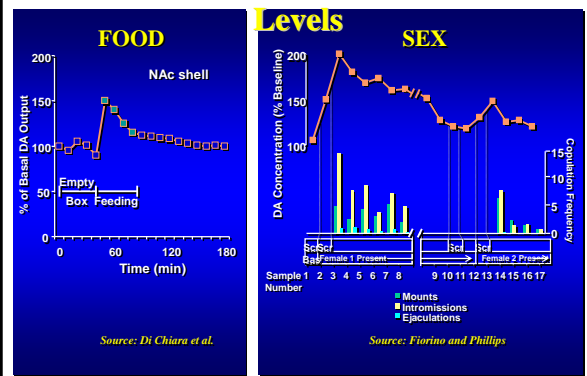 Levels
FOOD
200
150
100
50
0
% of Basal DA Output
NAc shell
Empty
Box Feeding
0 60 120 180
Time (min)
Source: Di Chiara et al.
SEX
200
150
100
DA Concentration (% Baseline)
15
10
5
0
Copulation Frequency
Scr Scr Scr Scr
Bas Female 1 Present Female 2 Present
Sample 1 2 3 4 5 6 7 8 9 10 11 12 13 14 15 16 17
Number
Mounts
Intromissions
Ejaculations
Source: Fiorino and Phillips